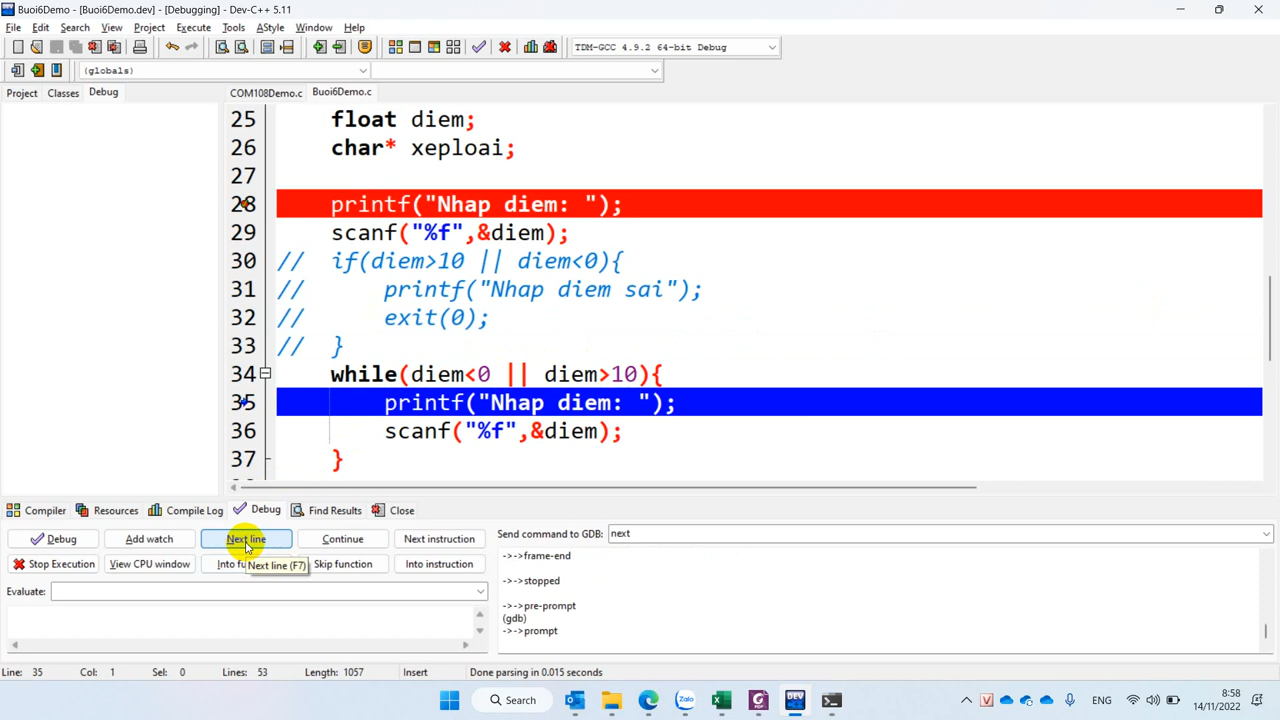 Buoi6Demo - [Buoi6Demo.dev] - [Debugging] - Dev-C++ 5.11
File Edit Search View Project Execute Tools AStyle Window Help
TDM-GCC 4.9.2 64-bit Debug
(globals)
Project Classes Debug COM108Demo.c Buoi6Demo.c
25 float diem;
26 char* xeploai;
27
28 printf("Nhap diem: ");
29 scanf("%f",&diem);
30 // if(diem>10 || diem<0){
31 // printf("Nhap diem sai");
32 // exit(0);
33 // }
34 while(diem<0 || diem>10){
35 printf("Nhap diem: ");
36 scanf("%f",&diem);
37 }
Compiler Resources Compile Log Debug Find Results Close
Debug Add watch Next line Continue Next instruction Send command to GDB: next
Stop Execution View CPU window Into fu Skip function Into instruction
Next line (F7)
Evaluate:
->->frame-end
->->stopped
->->pre-prompt
(gdb)
->->prompt
Line: 35 Col: 1 Sel: 0 Lines: 53 Length: 1057 Insert Done parsing in 0.015 seconds
Search Zalo PDF DEV ENG 8:58
14/11/2022